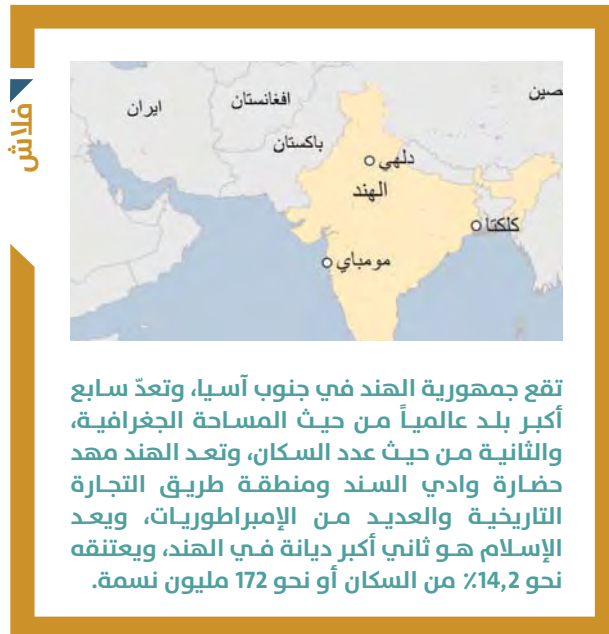 فلاش
صين
افغانستان
ايران
باكستان
دلهي
الهند
كلكتا
مومباي
تقع جمهورية الهند في جنوب آسيا، وتعدّ سابع
أكبر بلد عالمياً من حيث المساحة الجغرافية،
والثانية من حيث عدد السكان، وتعد الهند مهد
حضارة وادي السند ومنطقة طريق التجارة
التاريخية والعديد من الإمبراطوريات، ويعد
الإسلام هو ثاني أكبر ديانة في الهند، ويعتنقه
نحو 14,2٪ من السكان أو نحو 172 مليون نسمة.